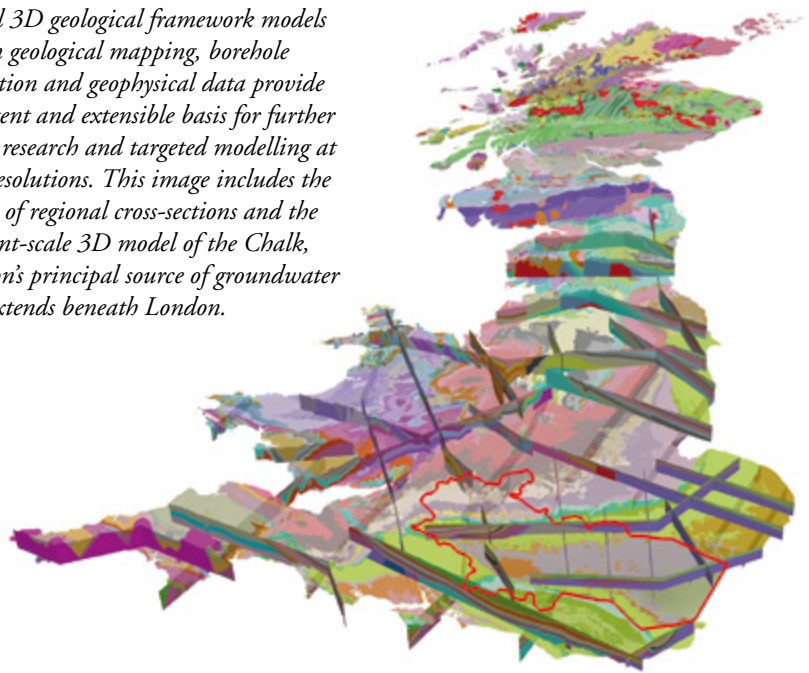 3D geological framework models
geological mapping, borehole
tion and geophysical data provide
ent and extensible basis for further
research and targeted modelling at
esolutions. This image includes the
of regional cross-sections and the
nt-scale 3D model of the Chalk,
n's principal source of groundwater
xtends beneath London.